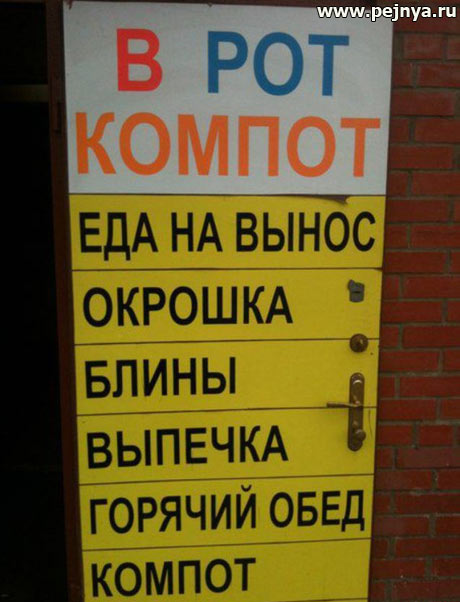 www.pejnya.ru
В РОТ
КОМПОТ
ЕДА НА ВЫНОС
ОКРОШКА
БЛИНЫ
ВЫПЕЧКА
ГОРЯЧИЙ ОБЕД
КОМПОТ